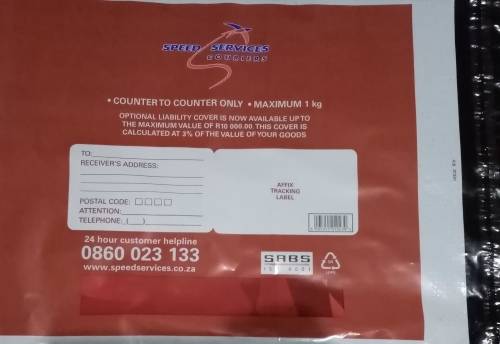 SPEED SERVICES
COURIERS
• COUNTER TO COUNTER ONLY • MAXIMUM 1 kg
OPTIONAL LIABILITY COVER IS NOW AVAILABLE UP TO
THE MAXIMUM VALUE OF R10 000.00. THIS COVER IS
CALCULATED AT 3% OF THE VALUE OF YOUR GOODS
TO:
RECEIVER'S ADDRESS:
POSTAL CODE:
ATTENTION:
TELEPHONE: ( )
AFFIX
TRACKING
LABEL
24 hour customer helpline
0860 023 133
www.speedservices.co.za
SABS